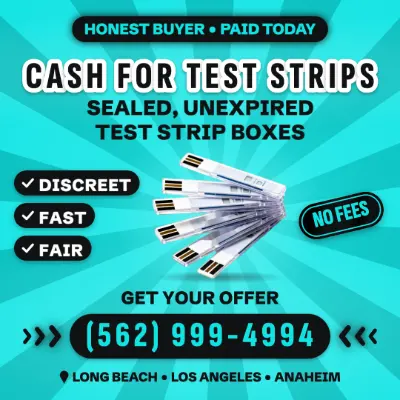 HONEST BUYER • PAID TODAY
CASH FOR TEST STRIPS
SEALED, UNEXPIRED
TEST STRIP BOXES
✓ DISCREET
✓ FAST
✓ FAIR
NO FEES
GET YOUR OFFER
(562) 999-4994
LONG BEACH • LOS ANGELES • ANAHEIM